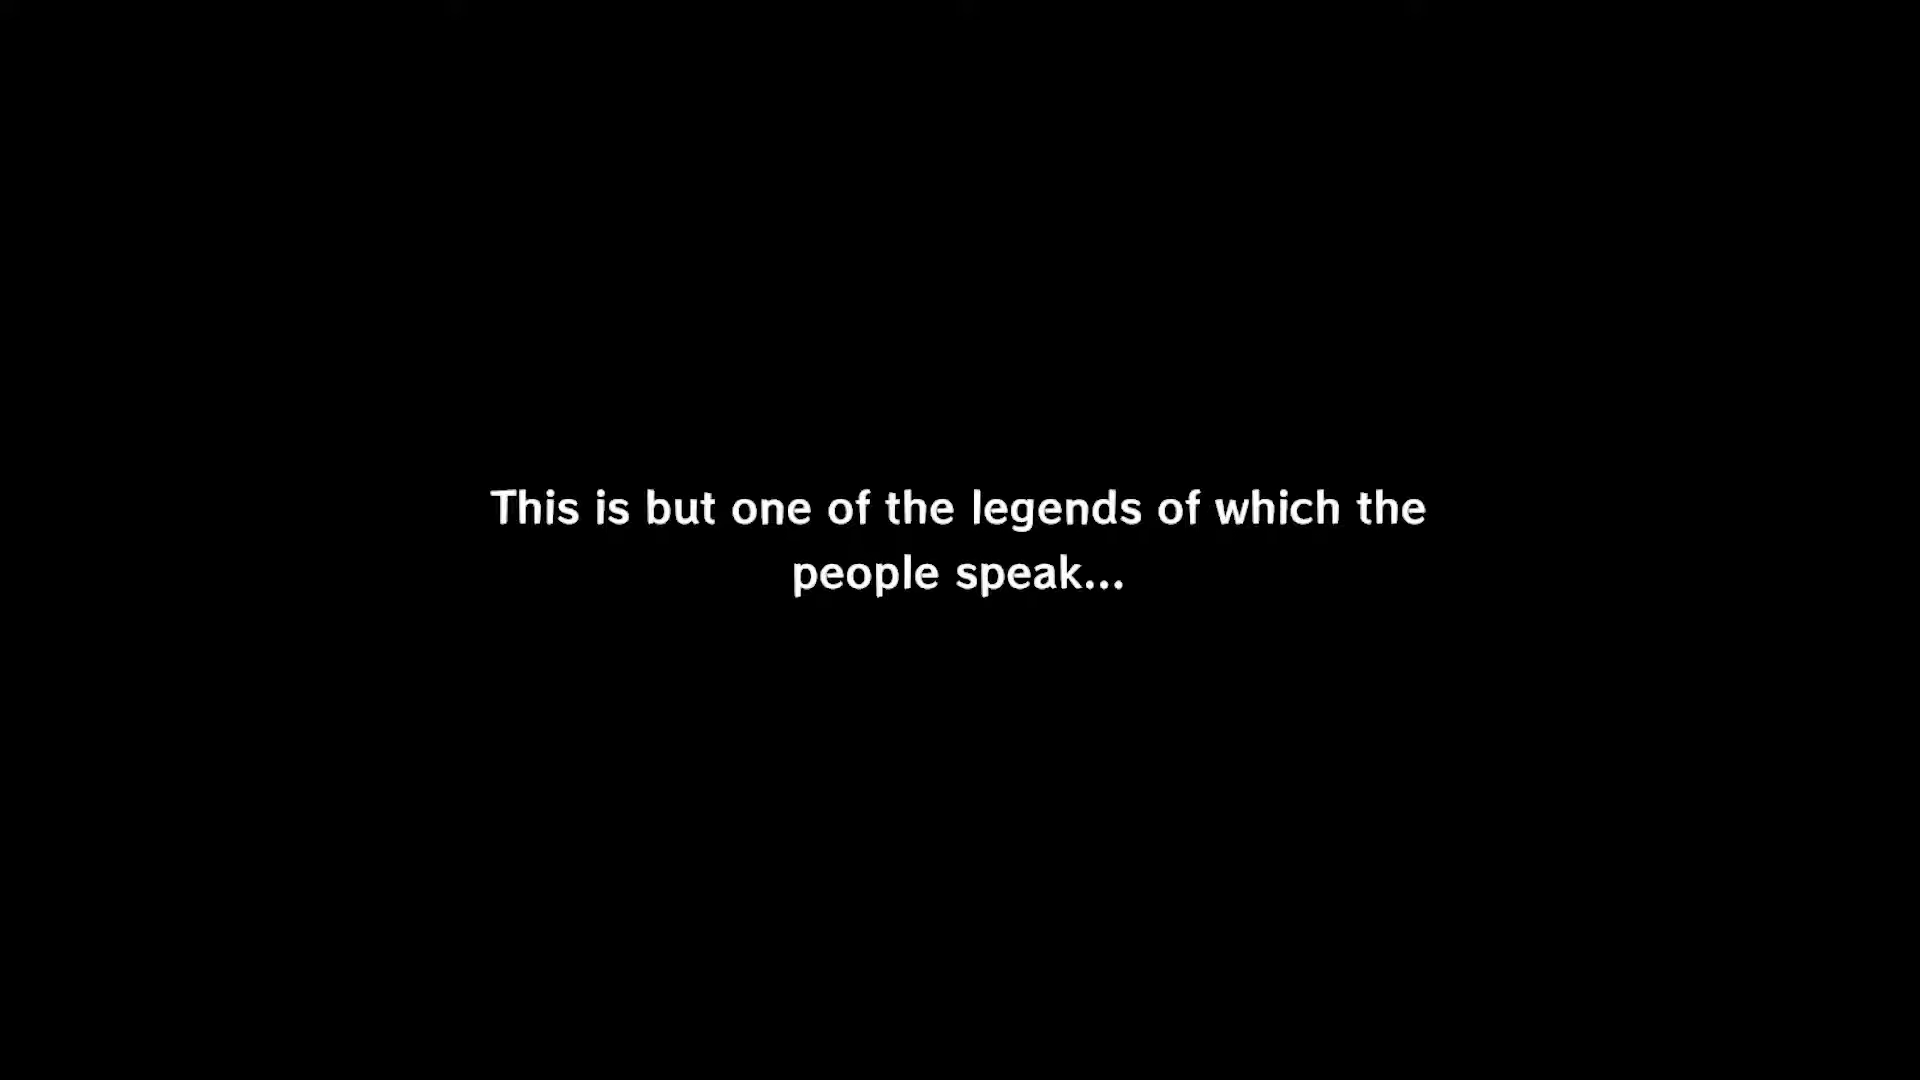 This is but one of the legends of which the
people speak...